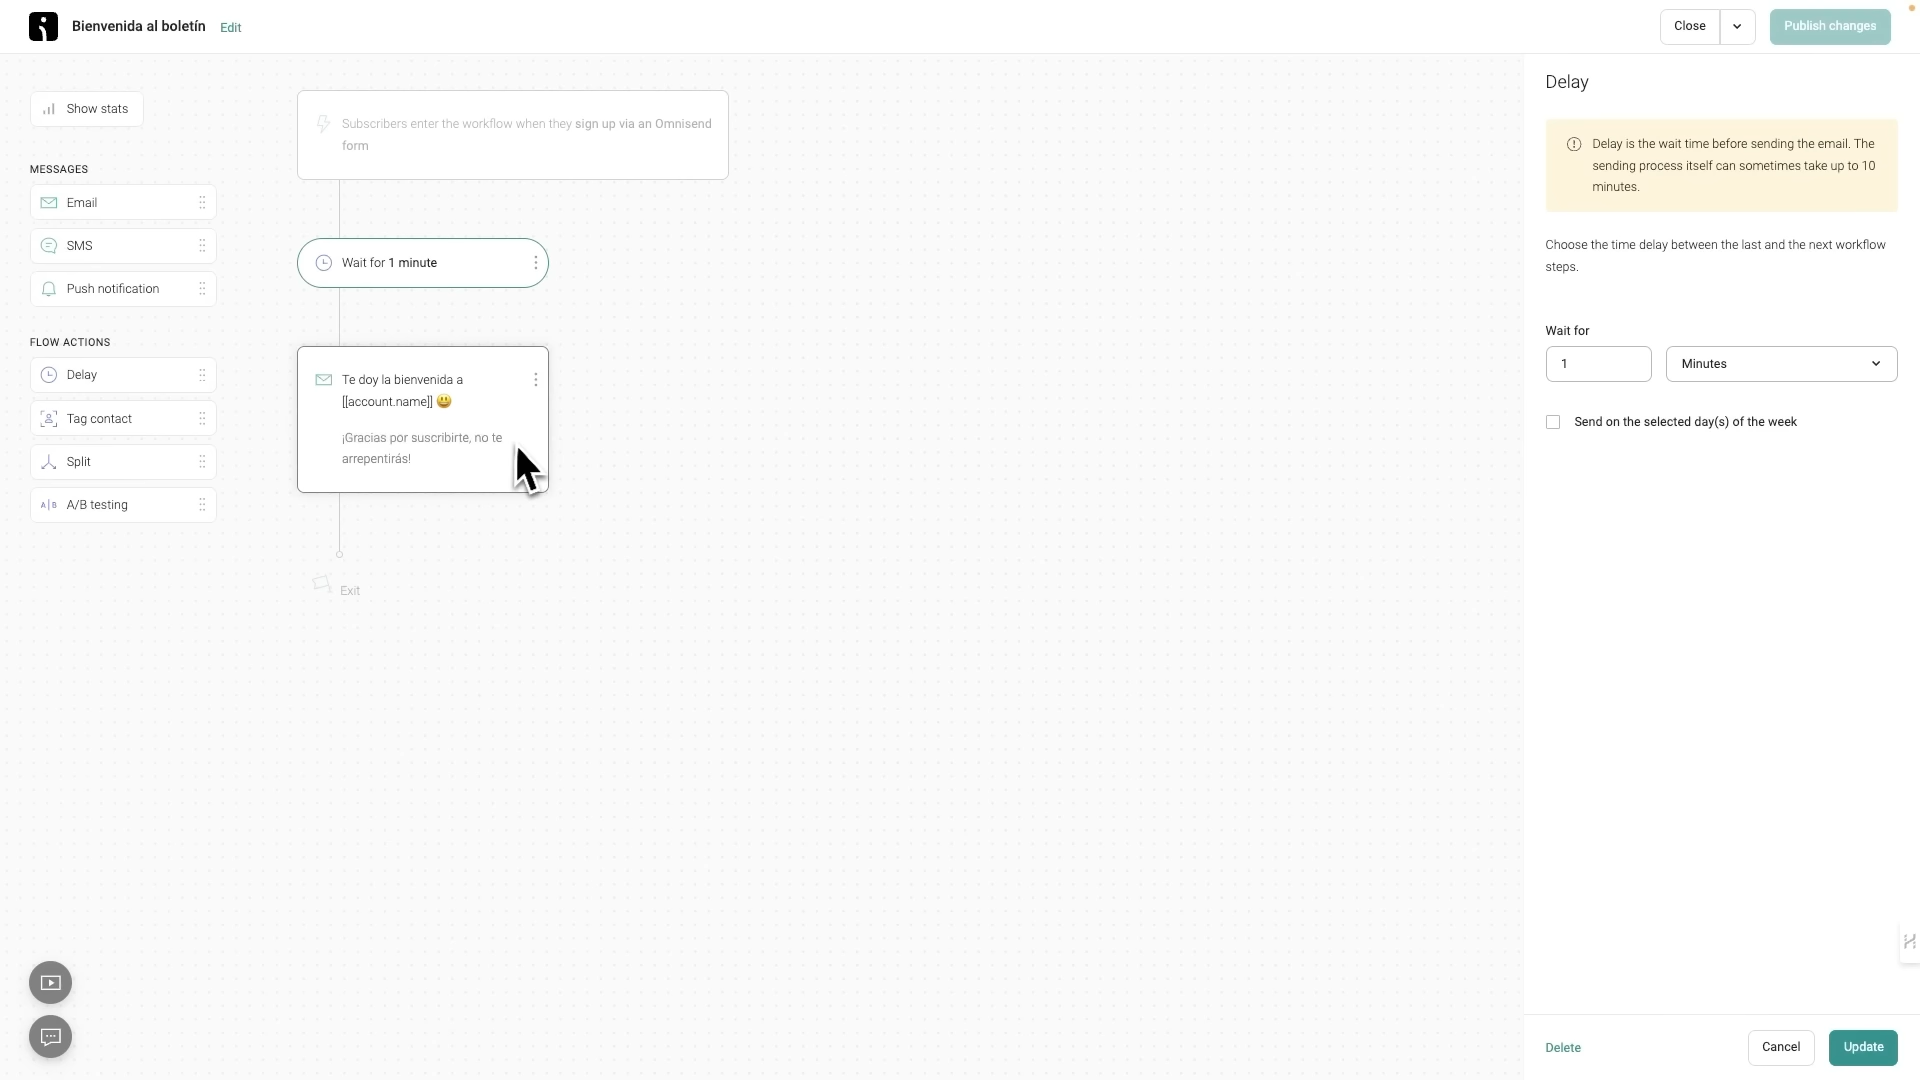 Bienvenida al boletín Edit
Close
Publish changes
Show stats
MESSAGES
Email
SMS
Push notification
FLOW ACTIONS
Delay
Tag contact
Split
A|B A/B testing
Subscribers enter the workflow when they sign up via an Omnisend
form
Wait for 1 minute
Te doy la bienvenida a
[[account.name]] 😃
¡Gracias por suscribirte, no te
arrepentirás!
Exit
Delay
Delay is the wait time before sending the email. The
sending process itself can sometimes take up to 10
minutes.
Choose the time delay between the last and the next workflow
steps.
Wait for
1
Minutes
Send on the selected day(s) of the week
Delete
Cancel
Update